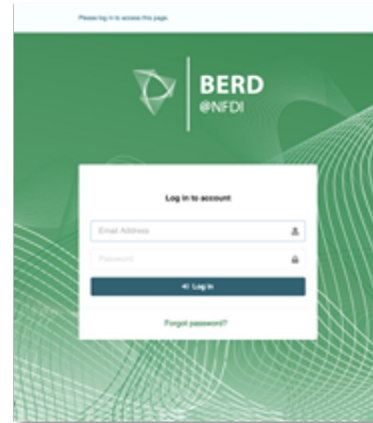 Please log in to access this page.
BERD
@NFDI
Log in to account
Email Address
Password
Log in
Forgot password?